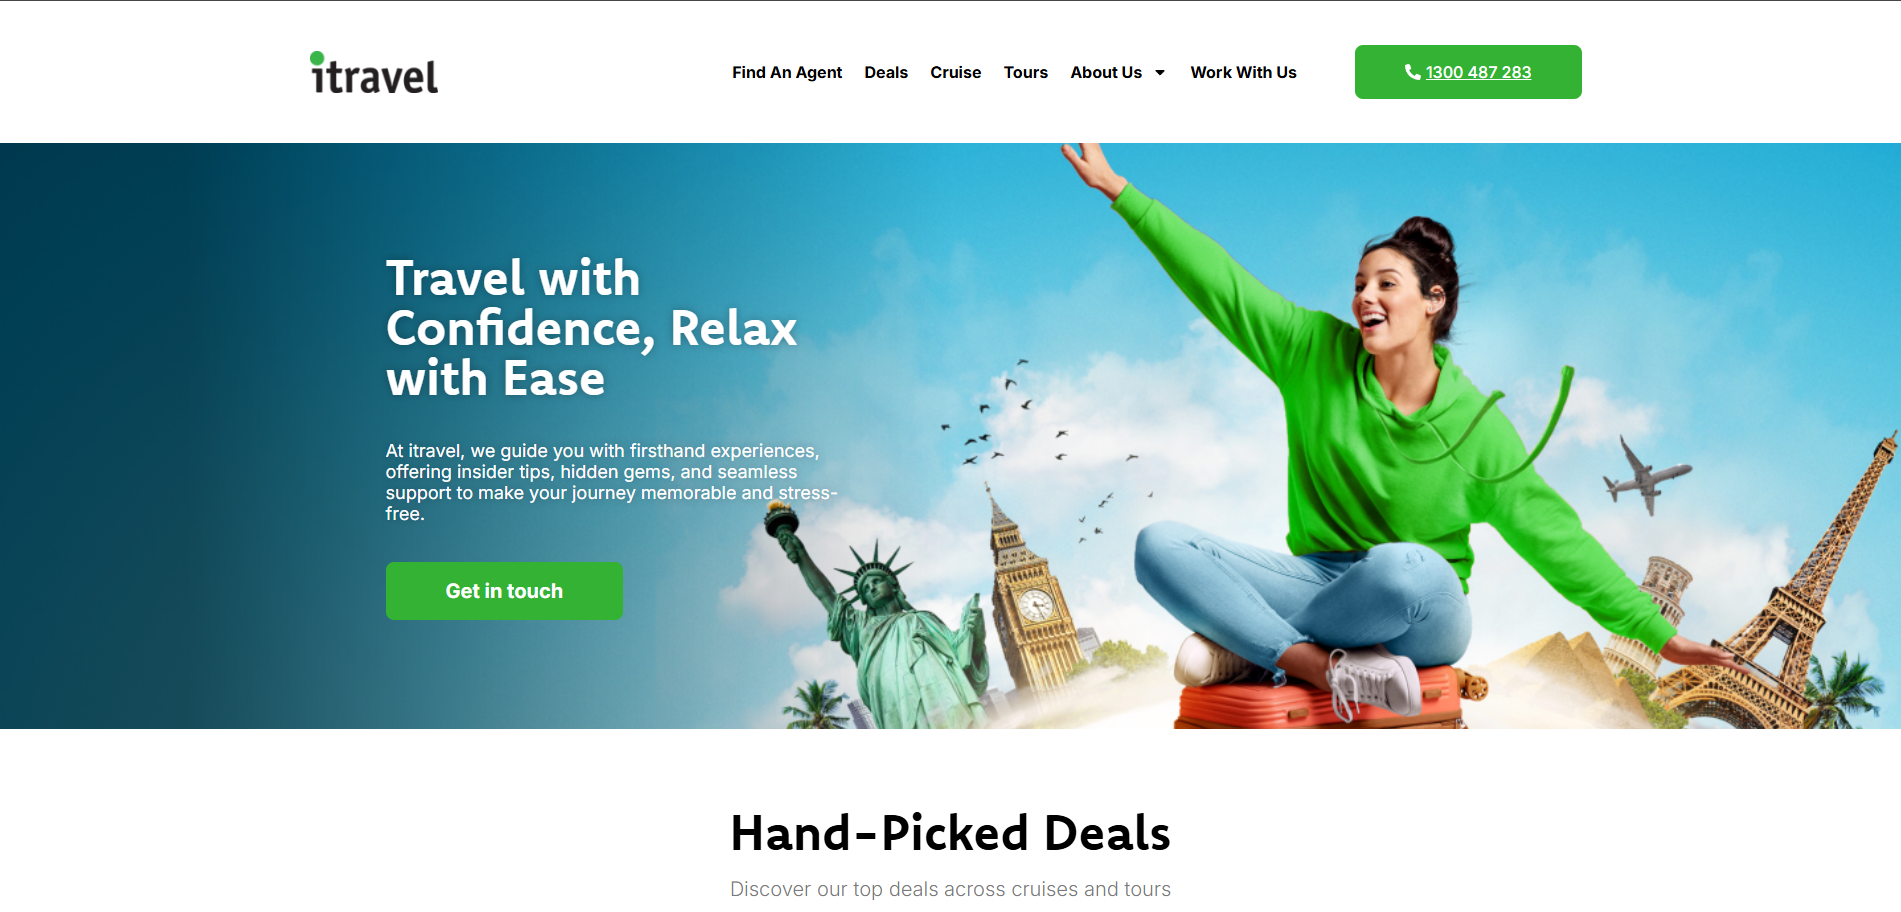 itravel
Find An Agent
Deals
Cruise
Tours
About Us
Work With Us
1300 487 283
Travel with
Confidence, Relax
with Ease
At itravel, we guide you with firsthand experiences,
offering insider tips, hidden gems, and seamless
support to make your journey memorable and stress-
free.
Get in touch
Hand-Picked Deals
Discover our top deals across cruises and tours